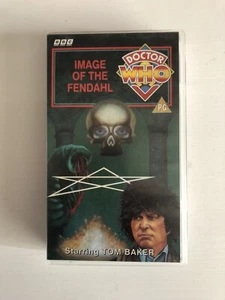 BBC
DOCTOR
WHO
IMAGE
OF THE
FENDAHL
PG
Starring TOM BAKER